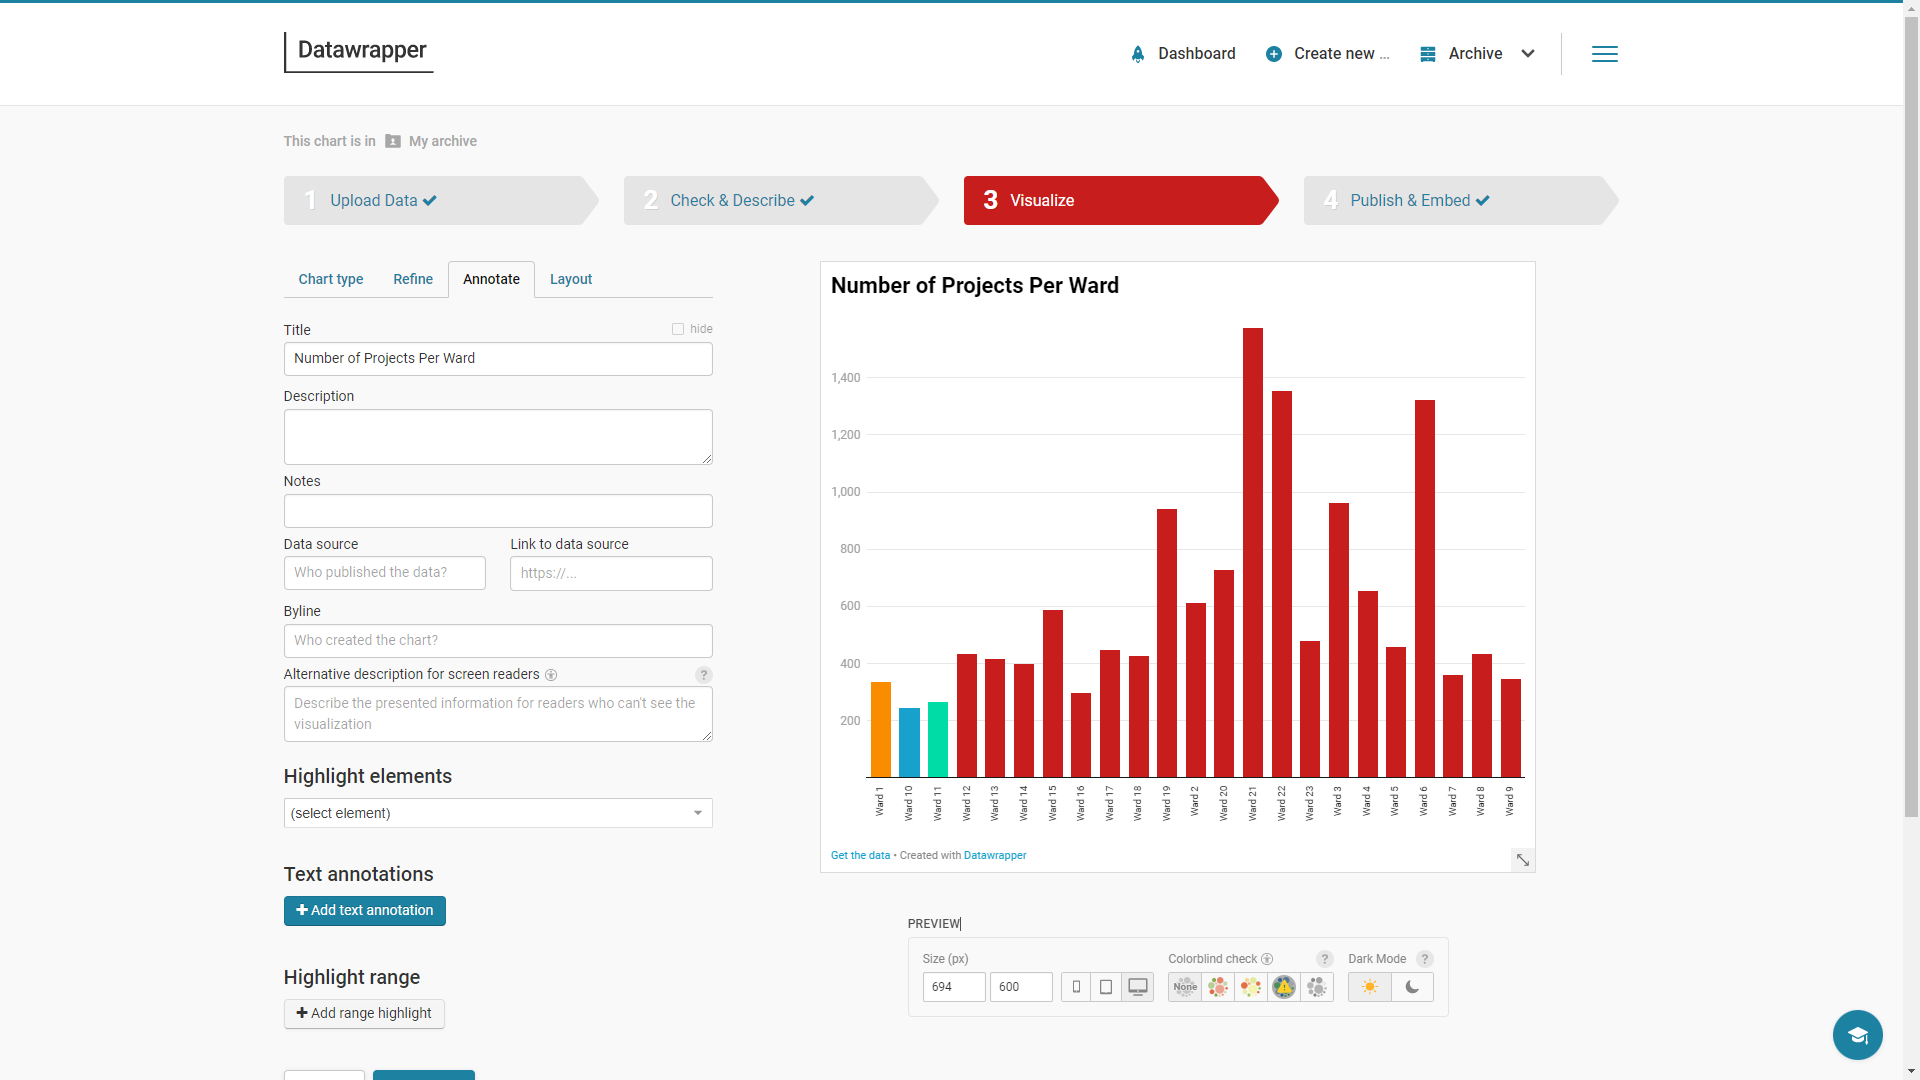 Datawrapper
Dashboard
Create new ...
Archive
This chart is in My archive
1 Upload Data
2 Check & Describe
3 Visualize
4 Publish & Embed
Chart type
Refine
Annotate
Layout
Title
hide
Number of Projects Per Ward
Description
Notes
Data source
Link to data source
Who published the data?
https://...
Byline
Who created the chart?
Alternative description for screen readers
?
Describe the presented information for readers who can't see the
visualization
Highlight elements
(select element)
Text annotations
Add text annotation
Highlight range
Add range highlight
Number of Projects Per Ward
1,400
1,200
1,000
800
600
400
200
Ward 1
Ward 10
Ward 11
Ward 12
Ward 13
Ward 14
Ward 15
Ward 16
Ward 17
Ward 18
Ward 19
Ward 2
Ward 20
Ward 21
Ward 22
Ward 23
Ward 3
Ward 4
Ward 5
Ward 6
Ward 7
Ward 8
Ward 9
Get the data • Created with Datawrapper
PREVIEW
Size (px)
Colorblind check
?
Dark Mode
?
694
600
None